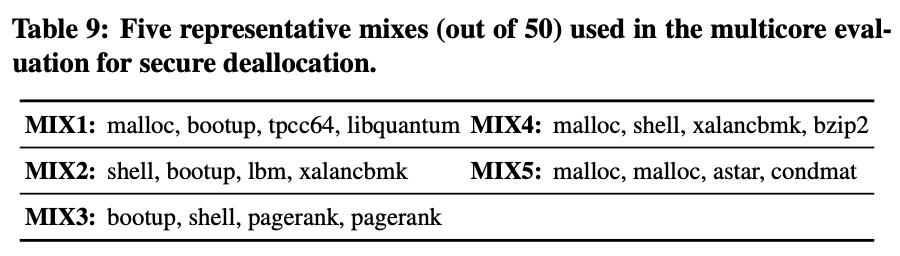 Table 9: Five representative mixes (out of 50) used in the multicore eval-
uation for secure deallocation.
MIX1: malloc, bootup, tpcc64, libquantum MIX4: malloc, shell, xalancbmk, bzip2
MIX2: shell, bootup, lbm, xalancbmk MIX5: malloc, malloc, astar, condmat
MIX3: bootup, shell, pagerank, pagerank